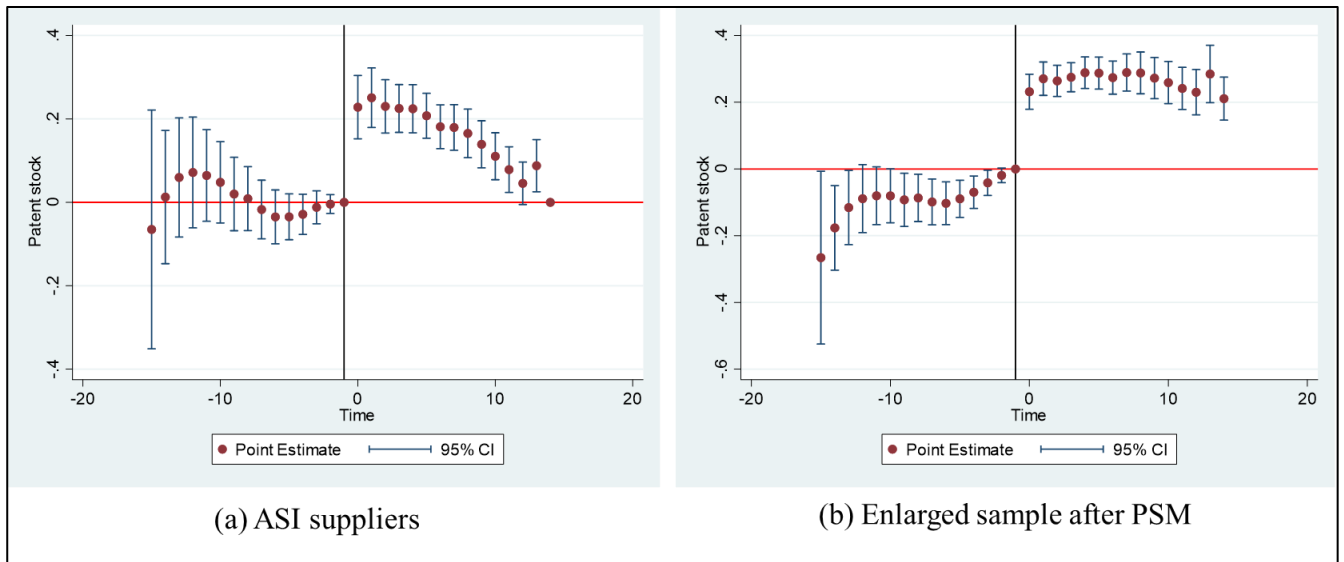 .4
.2
0
-.2
-.4
Patent stock
-20
-10
0
10
20
Time
Point Estimate
95% CI
(a) ASI suppliers
.4
.2
0
-.2
-.4
-.6
Patent stock
-20
-10
0
10
20
Time
Point Estimate
95% CI
(b) Enlarged sample after PSM